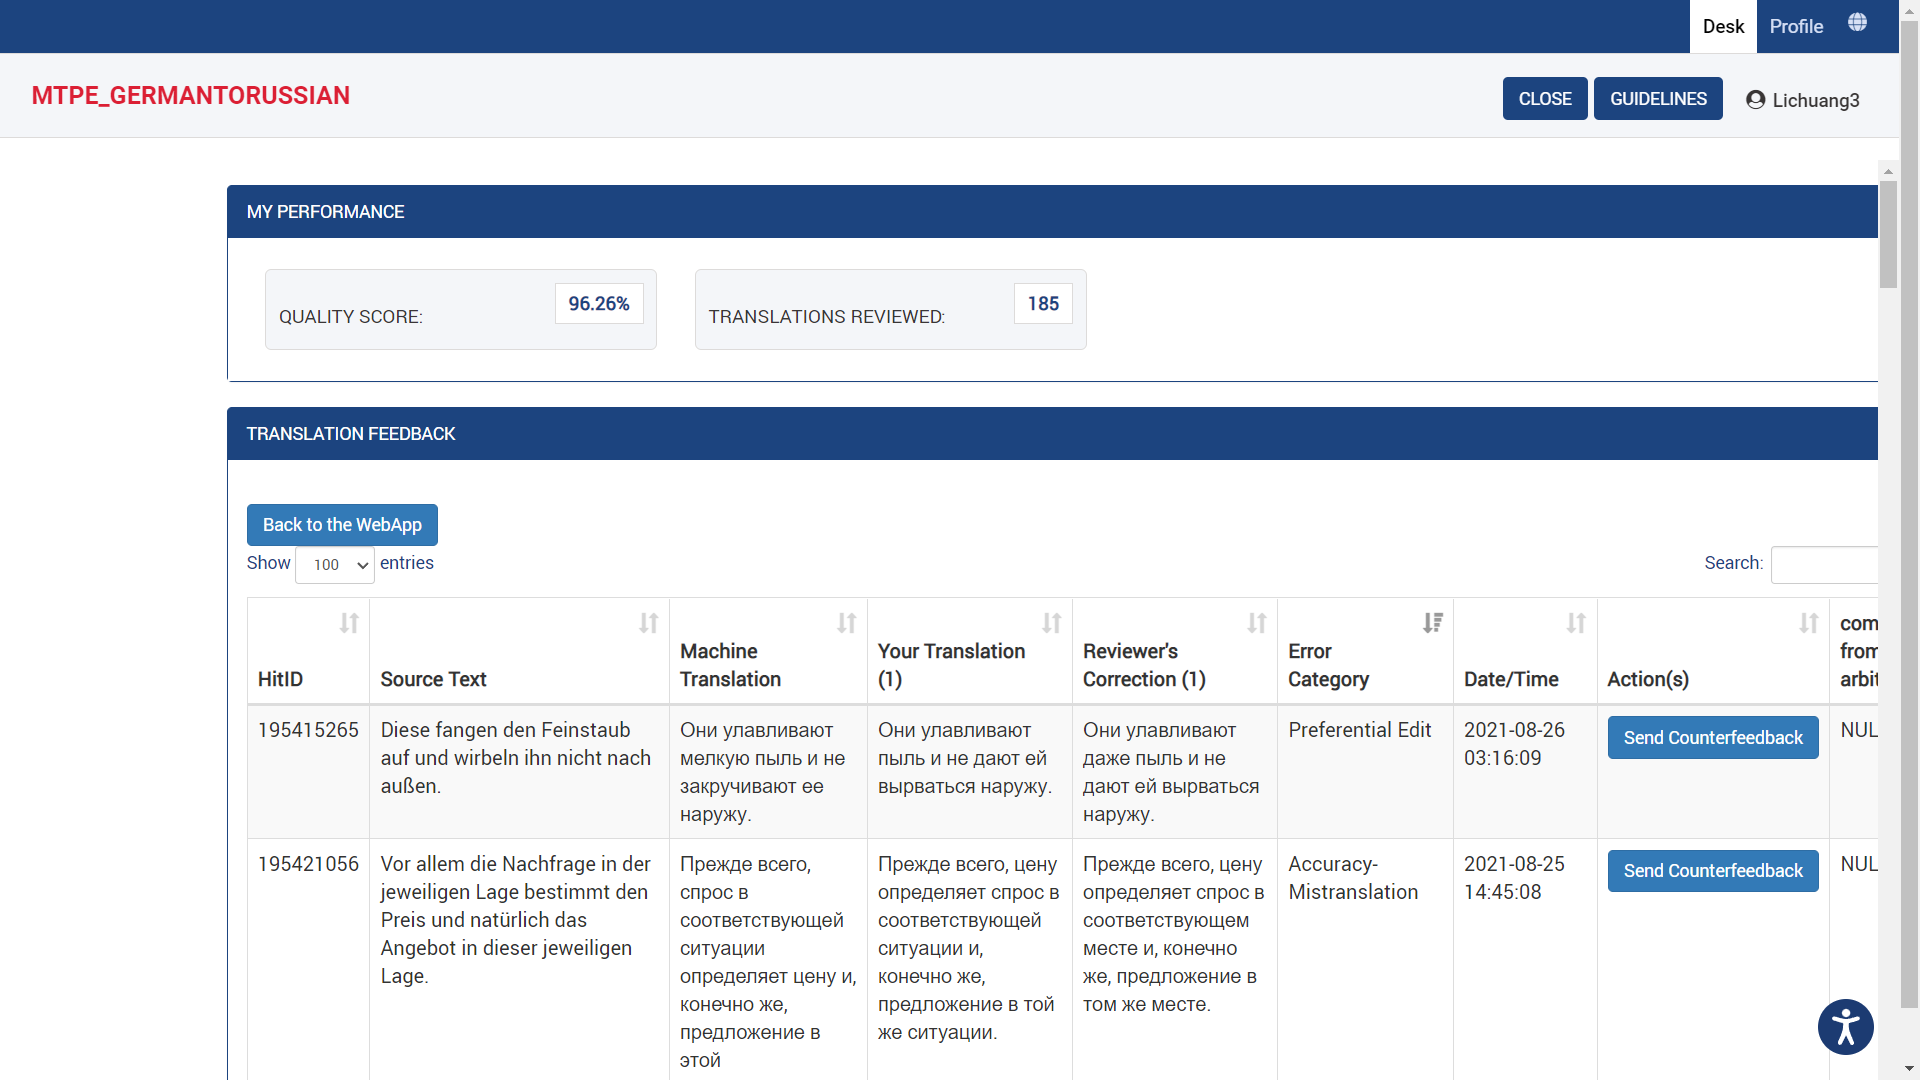 Desk
Profile
MTPE_GERMANTORUSSIAN
CLOSE
GUIDELINES
Lichuang3
MY PERFORMANCE
QUALITY SCORE:
96.26%
TRANSLATIONS REVIEWED:
185
TRANSLATION FEEDBACK
Back to the WebApp
Show 100 entries
Search:
HitID
Source Text
Machine
Translation
Your Translation
(1)
Reviewer's
Correction (1)
Error
Category
Date/Time
Action(s)
com
from
arbit
195415265
Diese fangen den Feinstaub
auf und wirbeln ihn nicht nach
außen.
Они улавливают
мелкую пыль и не
закручивают ее
наружу.
Они улавливают
пыль и не дают ей
вырваться наружу.
Они улавливают
даже пыль и не
дают ей вырваться
наружу.
Preferential Edit
2021-08-26
03:16:09
Send Counterfeedback
NUL
195421056
Vor allem die Nachfrage in der
jeweiligen Lage bestimmt den
Preis und natürlich das
Angebot in dieser jeweiligen
Lage.
Прежде всего,
спрос в
соответствующей
ситуации
определяет цену и,
конечно же,
предложение в
этой
Прежде всего, цену
определяет спрос в
соответствующей
ситуации и,
конечно же,
предложение в той
же ситуации.
Прежде всего, цену
определяет спрос в
соответствующем
месте и, конечно
же, предложение в
том же месте.
Accuracy-
Mistranslation
2021-08-25
14:45:08
Send Counterfeedback
NUL